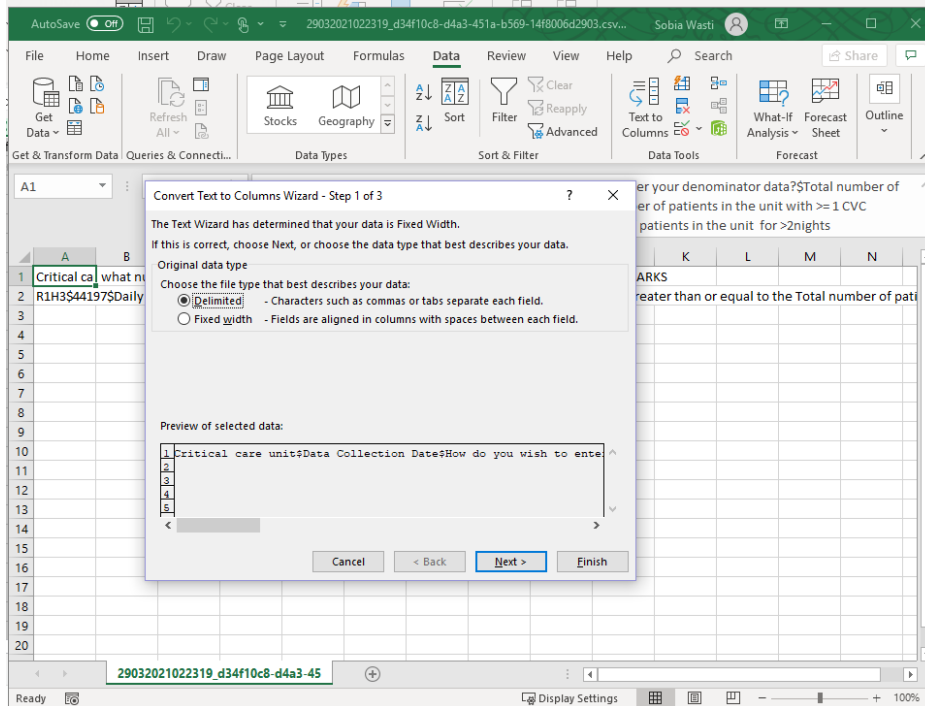 AutoSave Off 29032021022319_d34f10c8-d4a3-451a-b569-14f8006d2903.csv... Sobia Wasti
File Home Insert Draw Page Layout Formulas Data Review View Help Search Share
Get Data
Refresh All
Stocks Geography
Sort
Filter
Clear
Reapply
Advanced
Text to Columns
What-If Analysis
Forecast Sheet
Outline
Get & Transform Data Queries & Connecti... Data Types Sort & Filter Data Tools Forecast
A1
er your denominator data?$Total number of
er of patients in the unit with >= 1 CVC
patients in the unit for >2nights
Convert Text to Columns Wizard - Step 1 of 3 ?
The Text Wizard has determined that your data is Fixed Width.
If this is correct, choose Next, or choose the data type that best describes your data.
Original data type
Choose the file type that best describes your data:
Delimited - Characters such as commas or tabs separate each field.
Fixed width - Fields are aligned in columns with spaces between each field.
Preview of selected data:
1 Critical care unit$Data Collection Date$How do you wish to ente
2
3
4
5
Cancel < Back Next > Finish
A B K L M N
1 Critical ca what nu ARKS
2 R1H3$44197$Daily reater than or equal to the Total number of pati
3
4
5
6
7
8
9
10
11
12
13
14
15
16
17
18
19
20
29032021022319_d34f10c8-d4a3-45
Ready Display Settings 100%